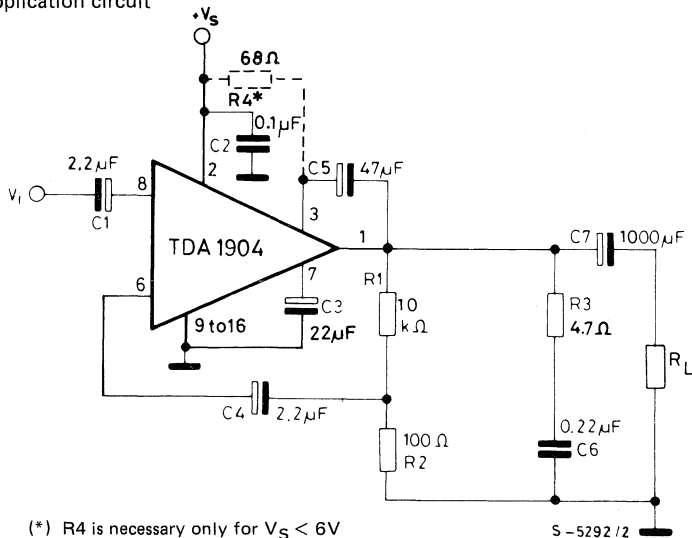 pplication circuit
+Vs
68Ω
R4*
0.1µF
C2
2
C5
47µF
2.2µF
VI
C1
8
3
TDA 1904
1
C7
1000µF
6
7
R1
10
kΩ
C3
22µF
9 to 16
R3
4.7Ω
RL
C4
2.2µF
100Ω
R2
0.22µF
C6
(*) R4 is necessary only for VS < 6V
S-5292/2